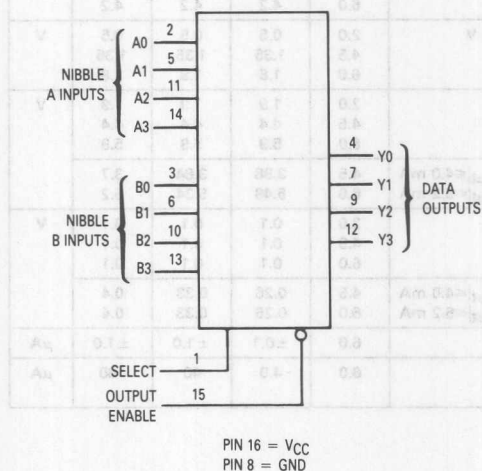 A0 2
A1 5
A2 11
A3 14
NIBBLE
A INPUTS
B0 3
B1 6
B2 10
B3 13
NIBBLE
B INPUTS
4 Y0
7 Y1
9 Y2
12 Y3
DATA
OUTPUTS
SELECT 1
OUTPUT
ENABLE 15
PIN 16 = VCC
PIN 8 = GND